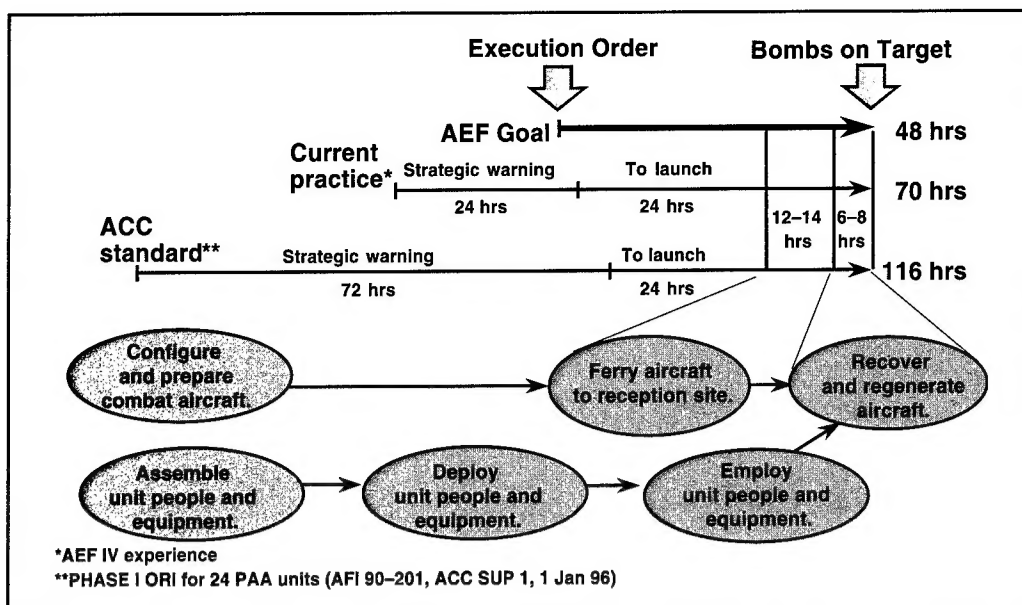 Execution Order
Bombs on Target
AEF Goal
48 hrs
Current
practice*
Strategic warning
24 hrs
To launch
24 hrs
70 hrs
12–14
hrs
6–8
hrs
ACC
standard**
Strategic warning
72 hrs
To launch
24 hrs
116 hrs
Configure
and prepare
combat aircraft.
Ferry aircraft
to reception site.
Recover
and regenerate
aircraft.
Assemble
unit people and
equipment.
Deploy
unit people and
equipment.
Employ
unit people and
equipment.
*AEF IV experience
**PHASE I ORI for 24 PAA units (AFI 90–201, ACC SUP 1, 1 Jan 96)